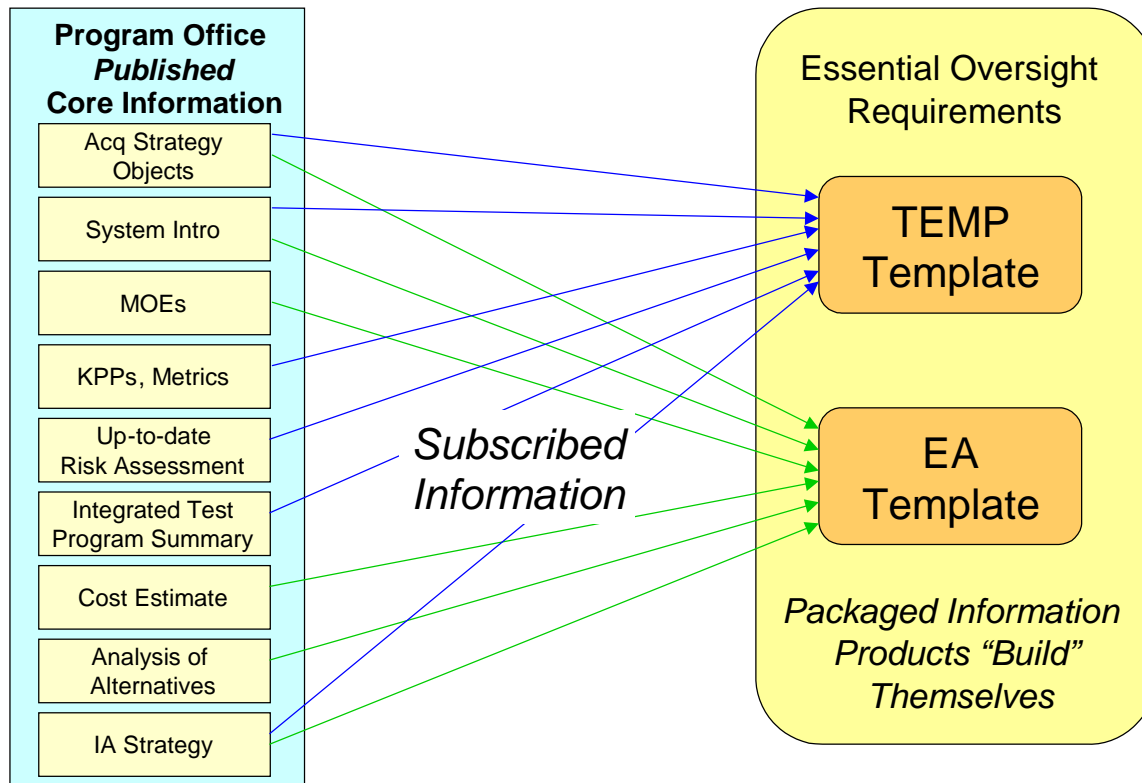 Program Office
Published
Core Information
Acq Strategy
Objects
System Intro
MOEs
KPPs, Metrics
Up-to-date
Risk Assessment
Integrated Test
Program Summary
Cost Estimate
Analysis of
Alternatives
IA Strategy
Subscribed
Information
Essential Oversight
Requirements
TEMP
Template
EA
Template
Packaged Information
Products “Build”
Themselves